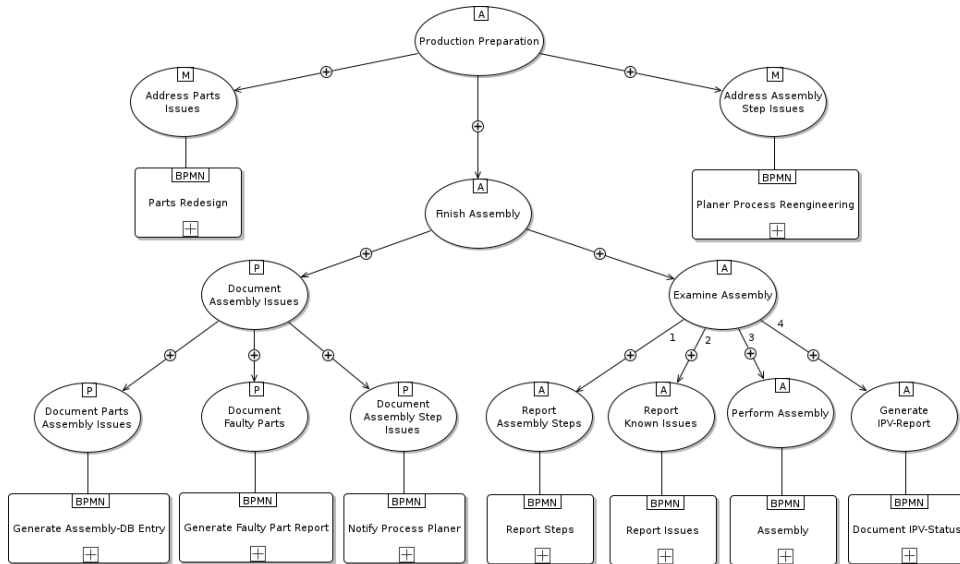 A
Production Preparation
M
Address Parts
Issues
M
Address Assembly
Step Issues
BPMN
Parts Redesign
BPMN
Planer Process Reengineering
A
Finish Assembly
P
Document
Assembly Issues
A
Examine Assembly
1
2
3
4
P
Document Parts
Assembly Issues
P
Document
Faulty Parts
P
Document
Assembly Step
Issues
A
Report
Assembly Steps
A
Report
Known Issues
A
Perform Assembly
A
Generate
IPV-Report
BPMN
Generate Assembly-DB Entry
BPMN
Generate Faulty Part Report
BPMN
Notify Process Planer
BPMN
Report Steps
BPMN
Report Issues
BPMN
Assembly
BPMN
Document IPV-Status